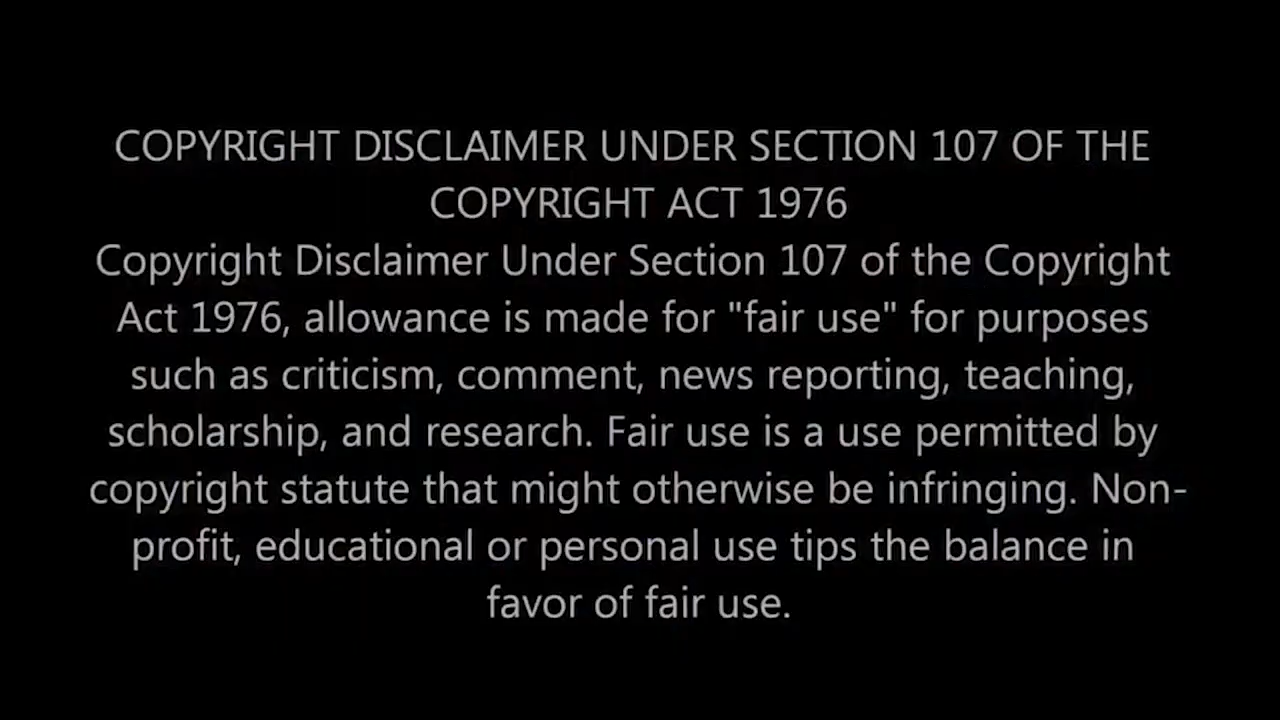 COPYRIGHT DISCLAIMER UNDER SECTION 107 OF THE
COPYRIGHT ACT 1976
Copyright Disclaimer Under Section 107 of the Copyright
Act 1976, allowance is made for "fair use" for purposes
such as criticism, comment, news reporting, teaching,
scholarship, and research. Fair use is a use permitted by
copyright statute that might otherwise be infringing. Non-
profit, educational or personal use tips the balance in
favor of fair use.